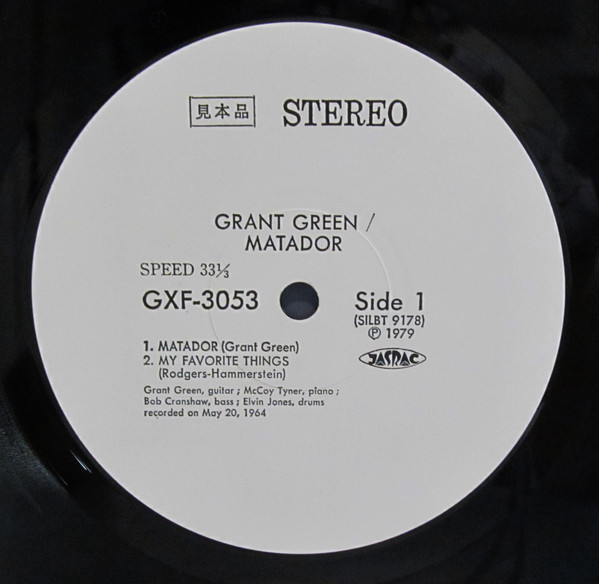 見本品 STEREO
GRANT GREEN /
MATADOR
SPEED 33⅓
GXF-3053
Side 1
(SILBT 9178)
Ⓟ 1979
JASRAC
1. MATADOR (Grant Green)
2. MY FAVORITE THINGS
(Rodgers-Hammerstein)
Grant Green, guitar ; McCoy Tyner, piano ;
Bob Cranshaw, bass ; Elvin Jones, drums
recorded on May 20, 1964